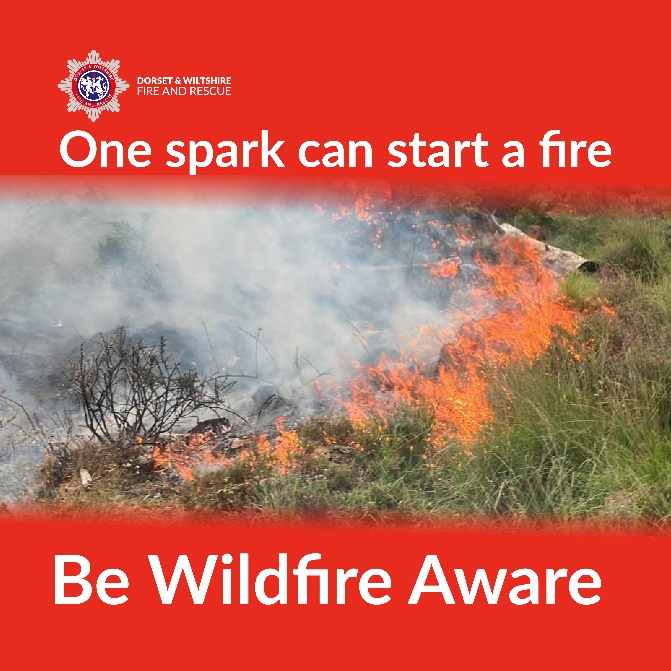 DORSET & WILTSHIRE
FIRE AND RESCUE
One spark can start a fire
Be Wildfire Aware